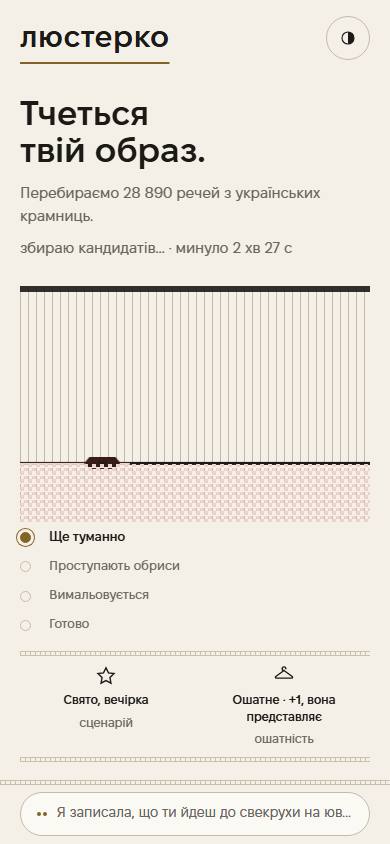 люстерко
Тчеться
твій образ.
Перебираємо 28 890 речей з українських
крамниць.
збираю кандидатів... · минуло 2 хв 27 с
Ще туманно
Проступають обриси
Вимальовується
Готово
Свято, вечірка
сценарій
Ошатне · +1, вона
представляє
ошатність
Я записала, що ти йдеш до свекрухи на юв...